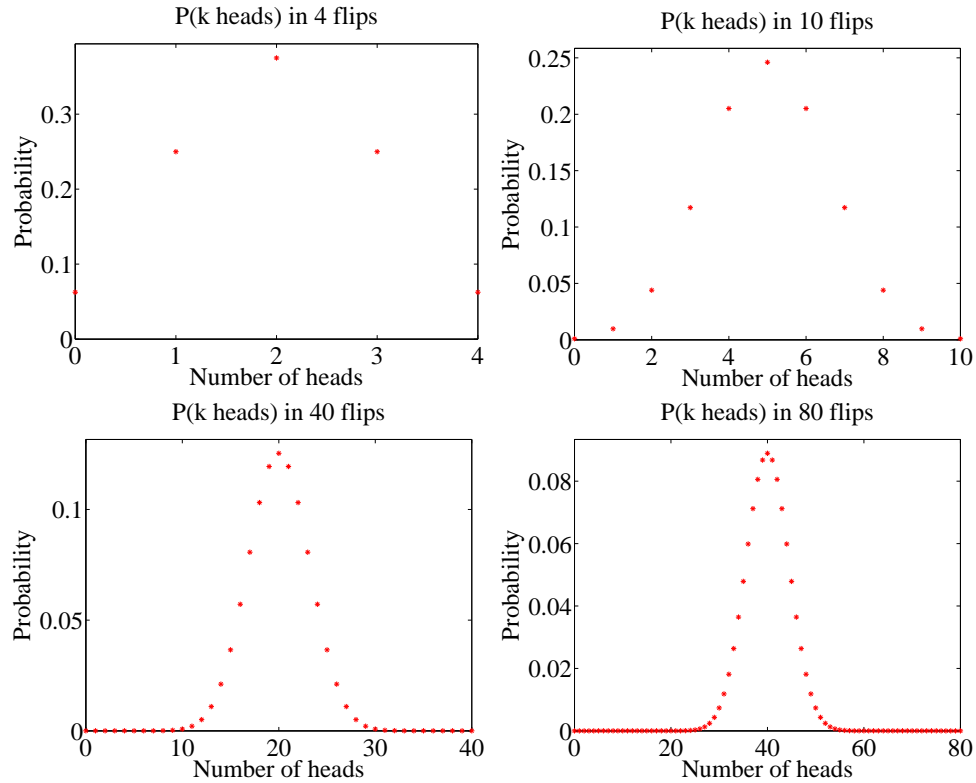 P(k heads) in 4 flips
Probability
0.3
0.2
0.1
0
0 1 2 3 4
Number of heads
P(k heads) in 10 flips
Probability
0.25
0.2
0.15
0.1
0.05
0
0 2 4 6 8 10
Number of heads
P(k heads) in 40 flips
Probability
0.1
0.05
0
0 10 20 30 40
Number of heads
P(k heads) in 80 flips
Probability
0.08
0.06
0.04
0.02
0
0 20 40 60 80
Number of heads